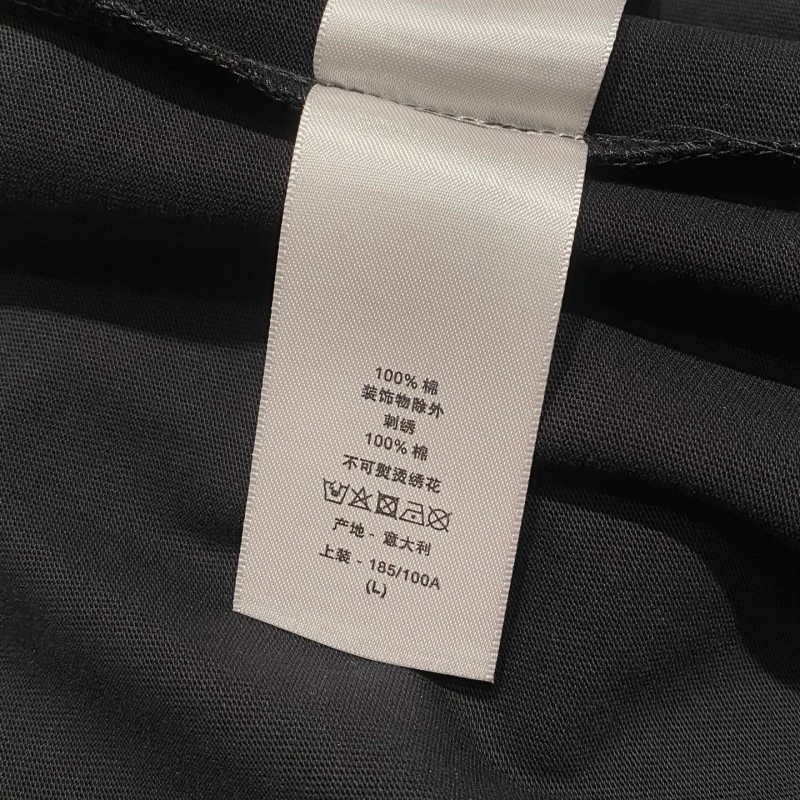 100% 棉
装饰物除外
刺绣
100% 棉
不可熨烫绣花
产地 - 意大利
上装 - 185/100A
(L)